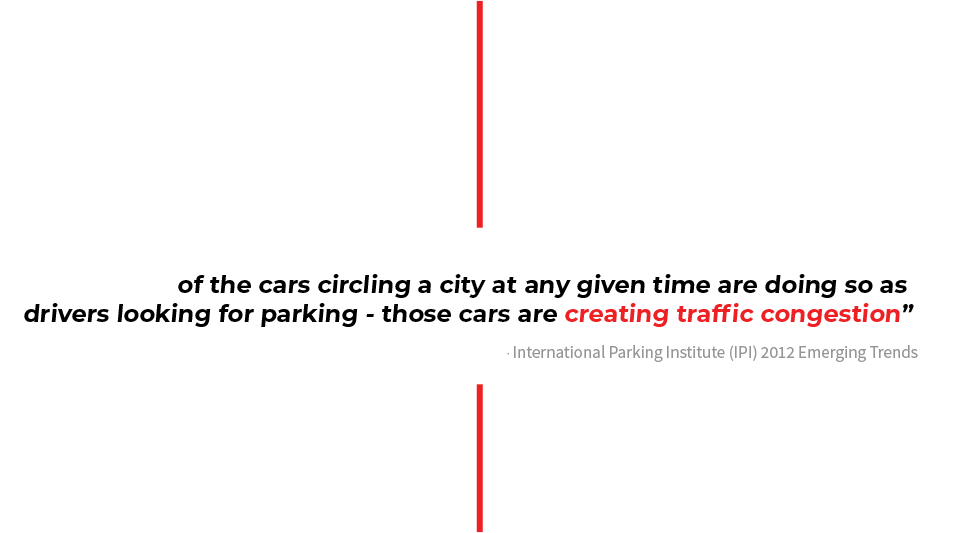 of the cars circling a city at any given time are doing so as
drivers looking for parking - those cars are creating traffic congestion”
· International Parking Institute (IPI) 2012 Emerging Trends